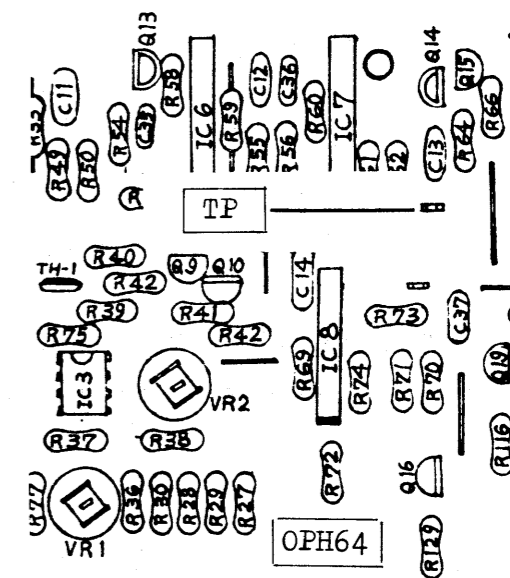 Q13
Q14
C11
R58
IC6
R59
C12
C36
R60
IC7
Q15
R66
R54
C35
R55
R56
C13
R64
R49
R50
R
TP
R40
Q9
Q10
TH-1
R42
C14
R39
R41
R73
C37
R75
R42
IC8
IC3
VR2
R69
R74
R71
R70
Q19
R37
R38
R72
Q16
R116
R77
R36
R30
R28
R29
R27
VR1
OPH64
R129